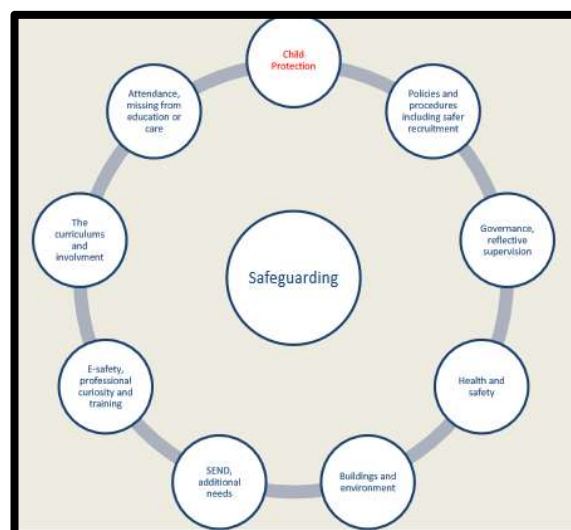 Child
Protection
Policies and
procedures
including safer
recruitment
Governance,
reflective
supervision
Health and
safety
Buildings and
environment
SEND,
additional
needs
E-safety,
professional
curiosity and
training
The
curriculums
and
involvment
Attendance,
missing from
education or
care
Safeguarding